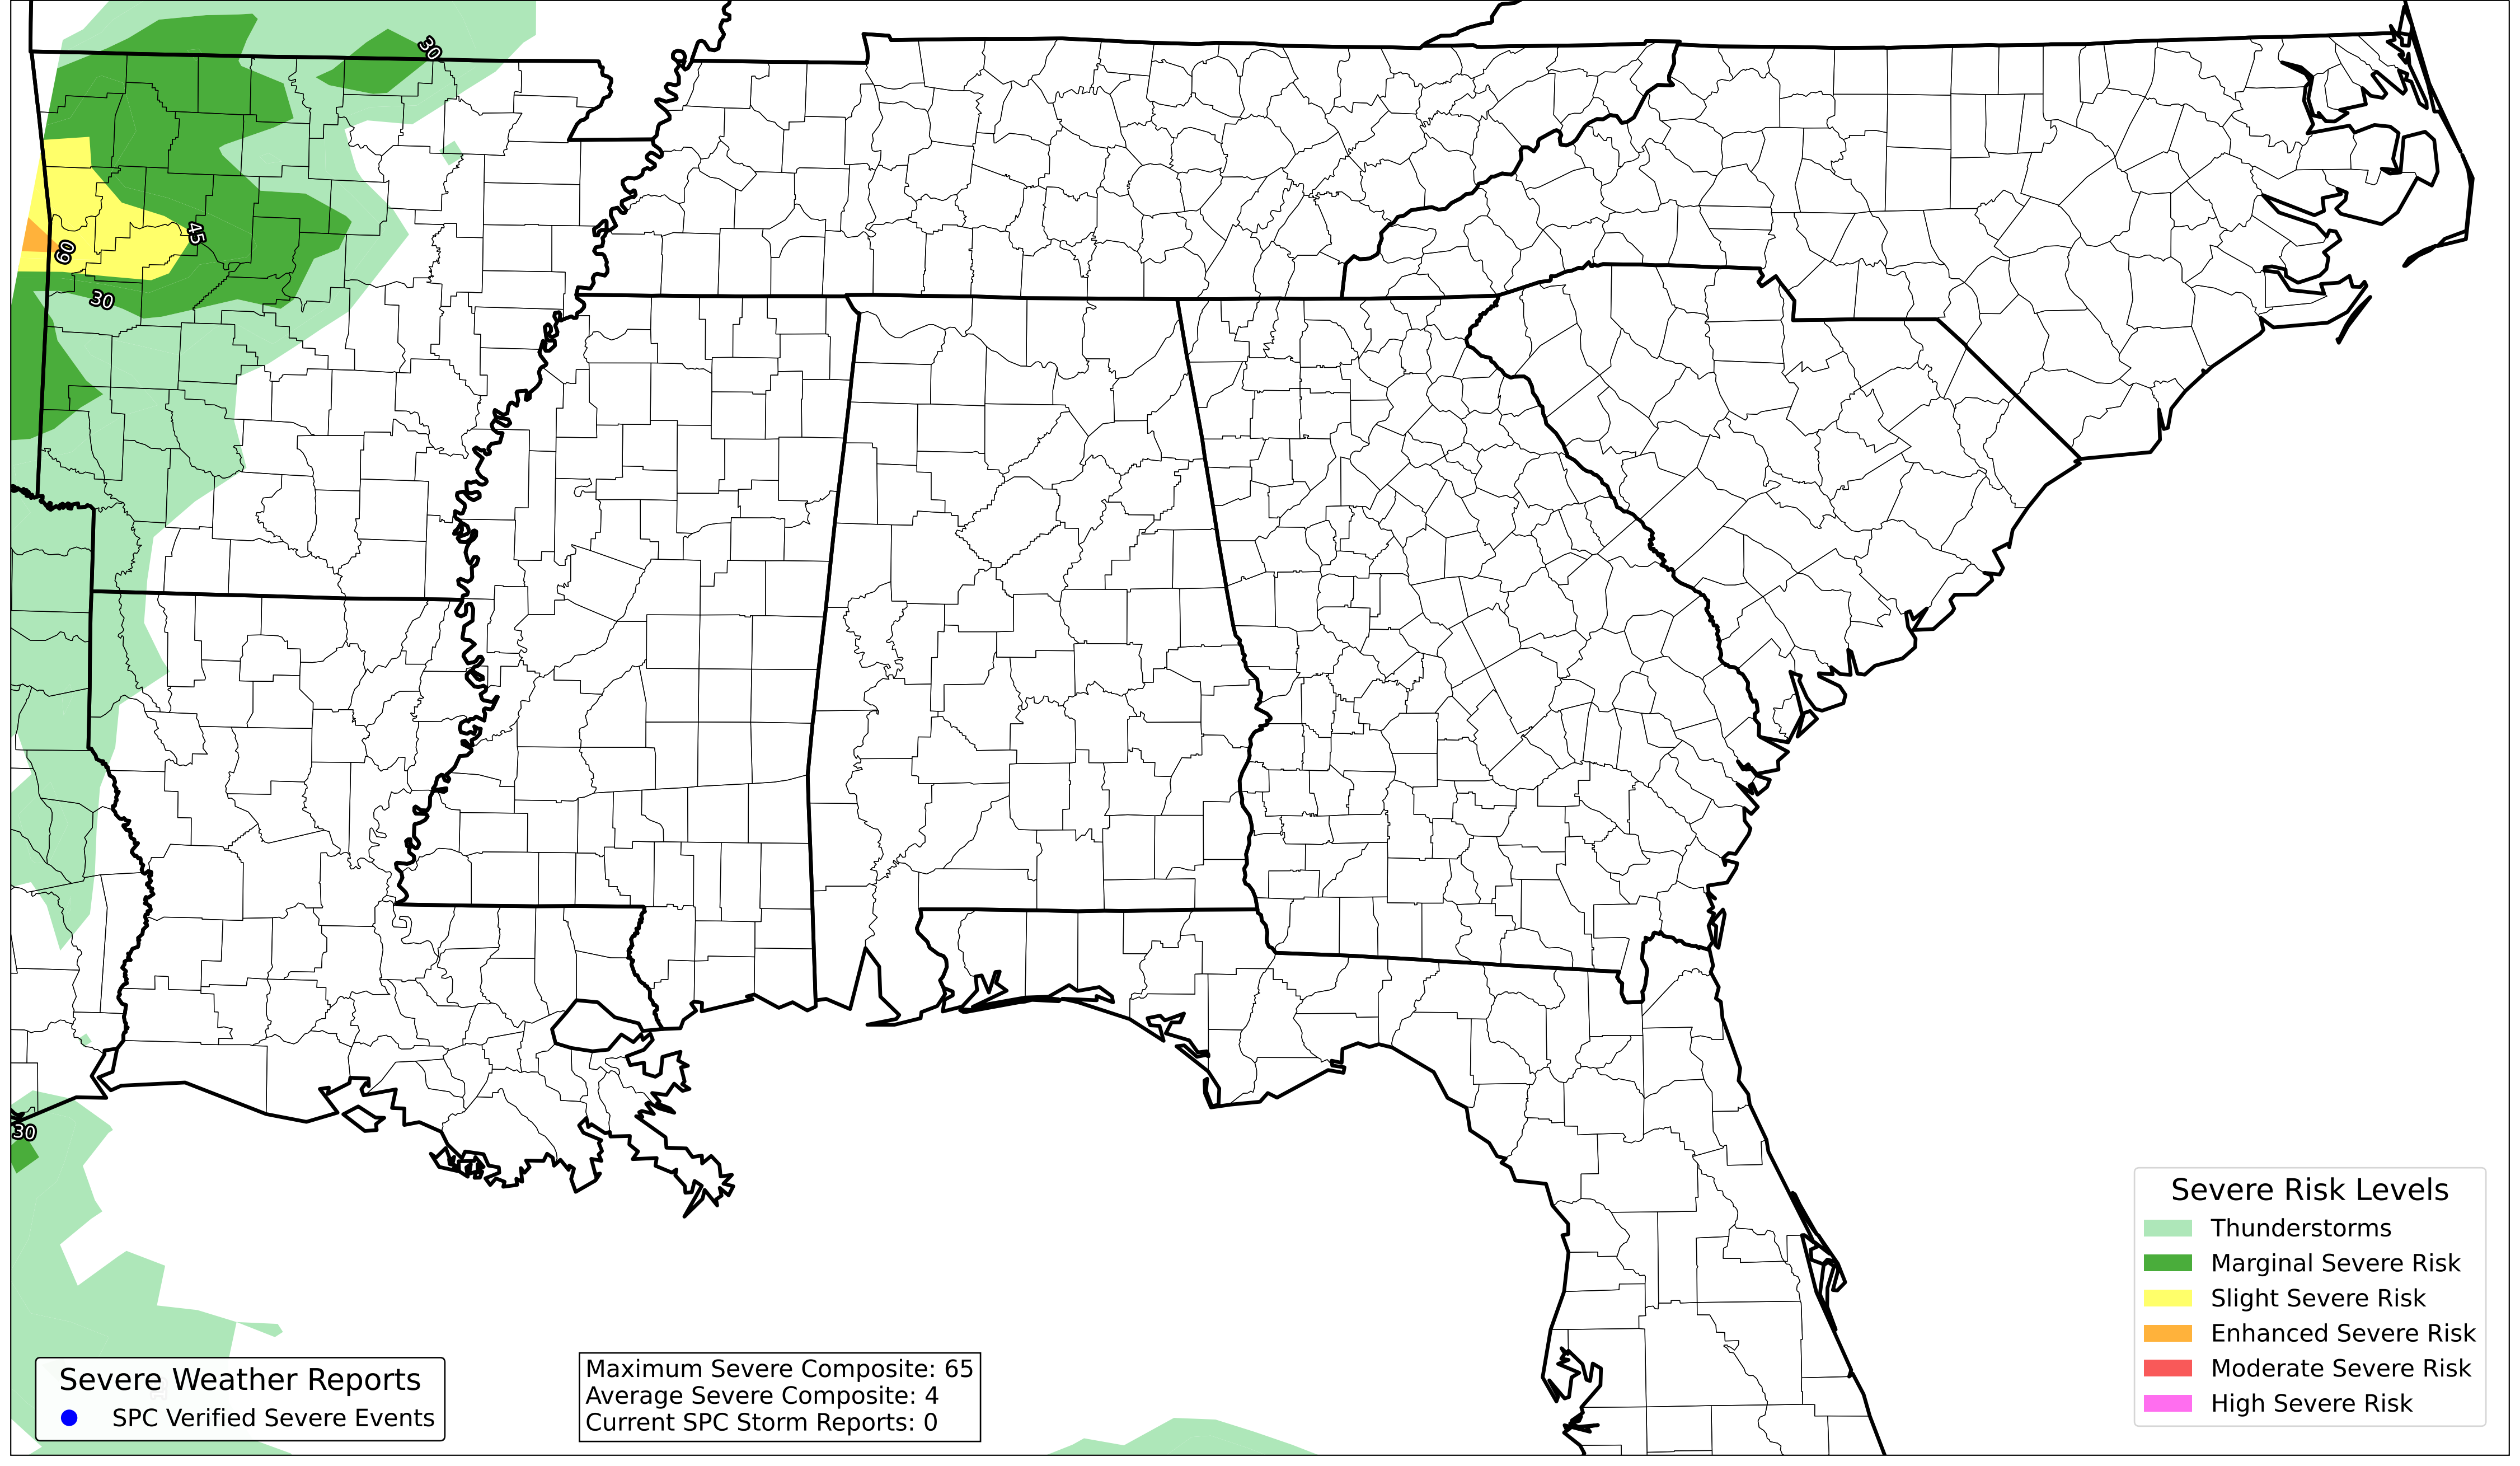 30
45
60
30
30
Severe Risk Levels
Thunderstorms
Marginal Severe Risk
Slight Severe Risk
Enhanced Severe Risk
Moderate Severe Risk
High Severe Risk
Severe Weather Reports
SPC Verified Severe Events
Maximum Severe Composite: 65
Average Severe Composite: 4
Current SPC Storm Reports: 0